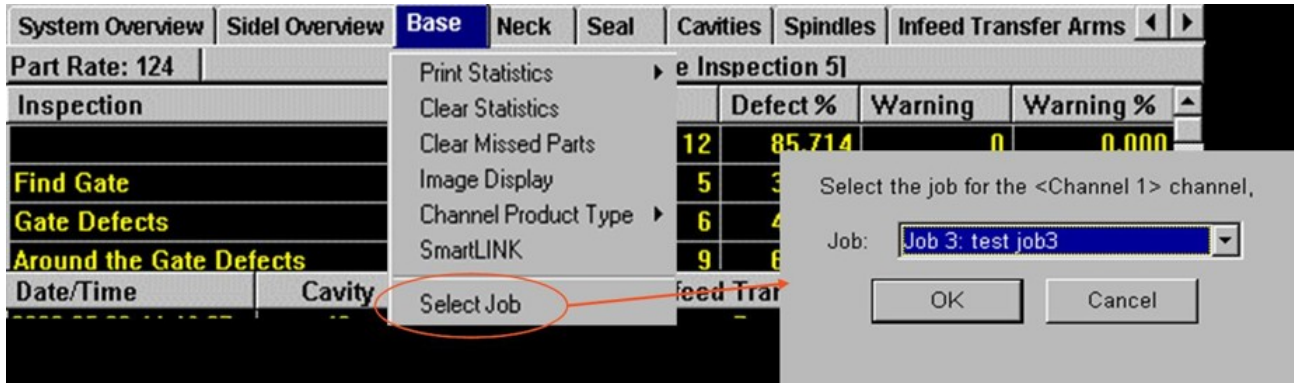 System Overview Sidel Overview Base Neck Seal Cavities Spindles Infeed Transfer Arms
Part Rate: 124 e Inspection 5]
Inspection Defect % Warning Warning %
12 85.714 0 0.000
Find Gate 5
Gate Defects 6
Around the Gate Defects 9
Date/Time Cavity
Print Statistics
Clear Statistics
Clear Missed Parts
Image Display
Channel Product Type
SmartLINK
Select Job
Select the job for the <Channel 1> channel,
Job: Job 3: test job3
OK Cancel